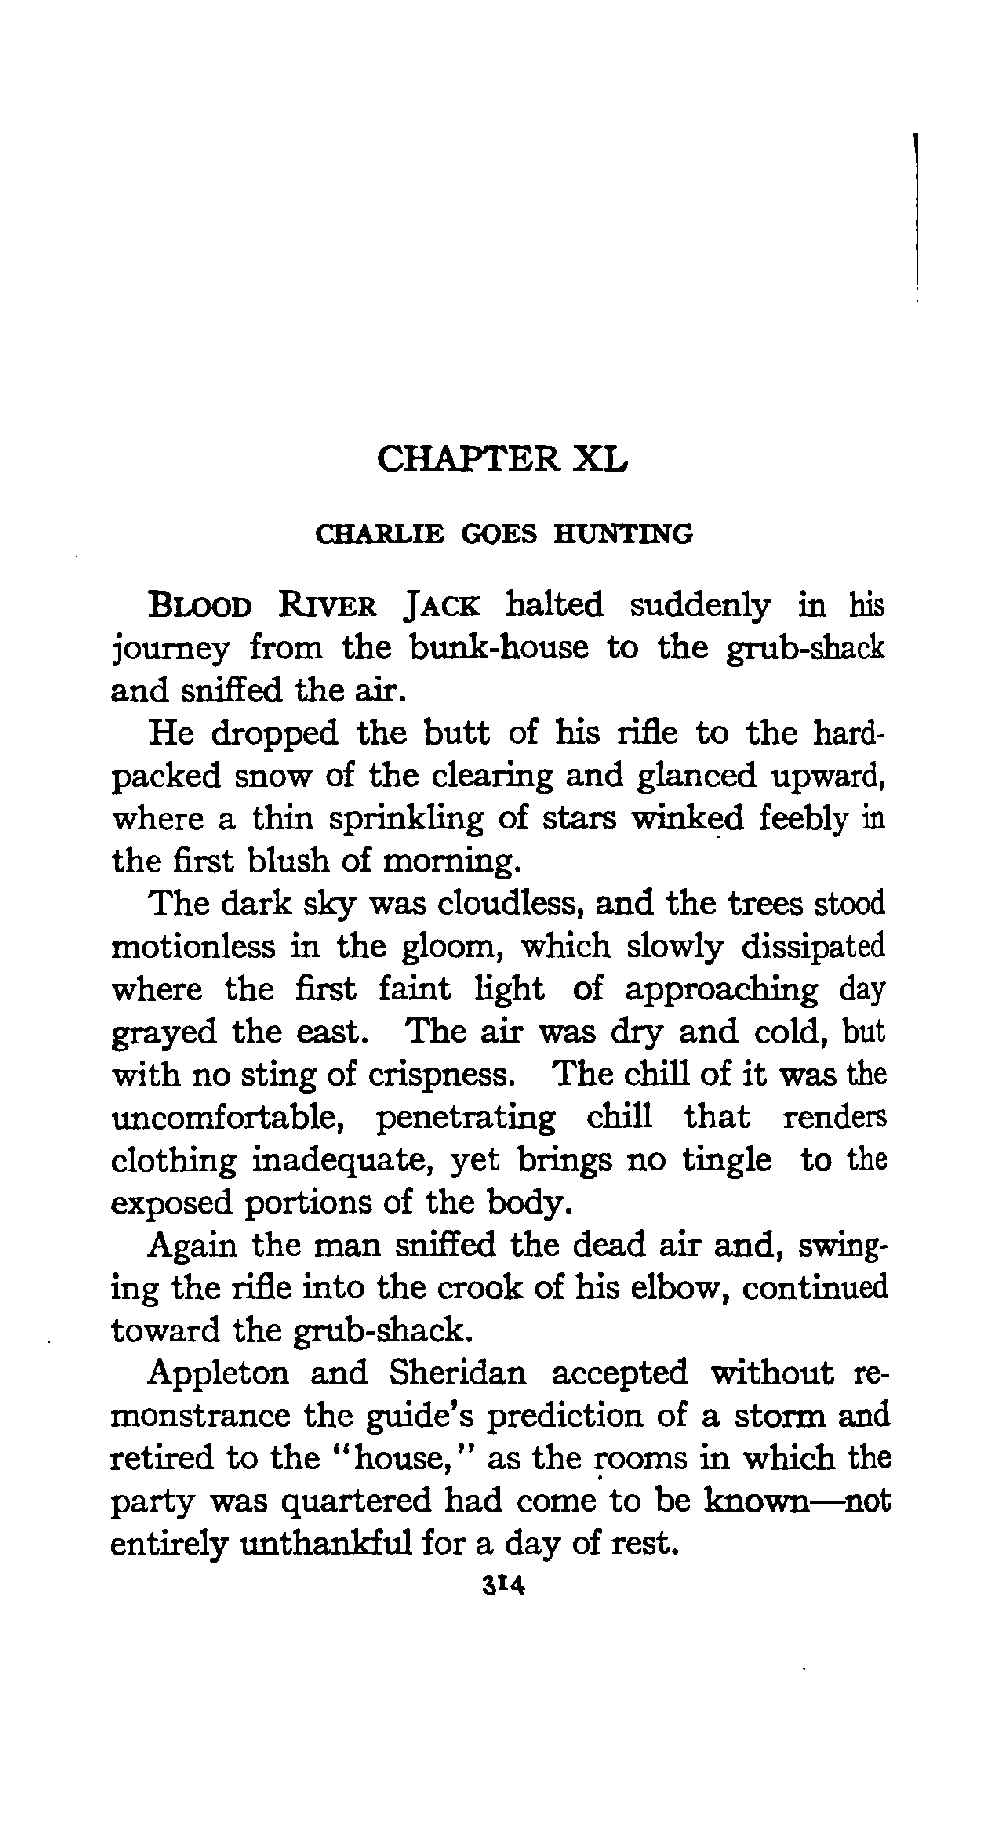 CHAPTER XL
CHARLIE GOES HUNTING
BLOOD RIVER JACK halted suddenly in his
journey from the bunk-house to the grub-shack
and sniffed the air.
He dropped the butt of his rifle to the hard-
packed snow of the clearing and glanced upward,
where a thin sprinkling of stars winked feebly in
the first blush of morning.
The dark sky was cloudless, and the trees stood
motionless in the gloom, which slowly dissipated
where the first faint light of approaching day
grayed the east. The air was dry and cold, but
with no sting of crispness. The chill of it was the
uncomfortable, penetrating chill that renders
clothing inadequate, yet brings no tingle to the
exposed portions of the body.
Again the man sniffed the dead air and, swing-
ing the rifle into the crook of his elbow, continued
toward the grub-shack.
Appleton and Sheridan accepted without re-
monstrance the guide's prediction of a storm and
retired to the "house," as the rooms in which the
party was quartered had come to be known—not
entirely unthankful for a day of rest.
314